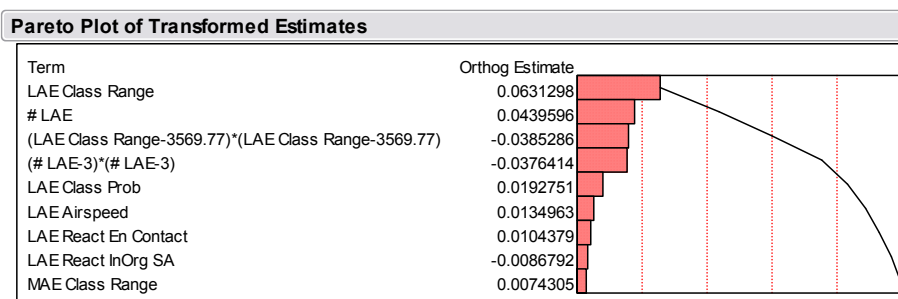 Pareto Plot of Transformed Estimates
Term Orthog Estimate
LAE Class Range 0.0631298
# LAE 0.0439596
(LAE Class Range-3569.77)*(LAE Class Range-3569.77) -0.0385286
(# LAE-3)*(# LAE-3) -0.0376414
LAE Class Prob 0.0192751
LAE Airspeed 0.0134963
LAE React En Contact 0.0104379
LAE React InOrg SA -0.0086792
MAE Class Range 0.0074305